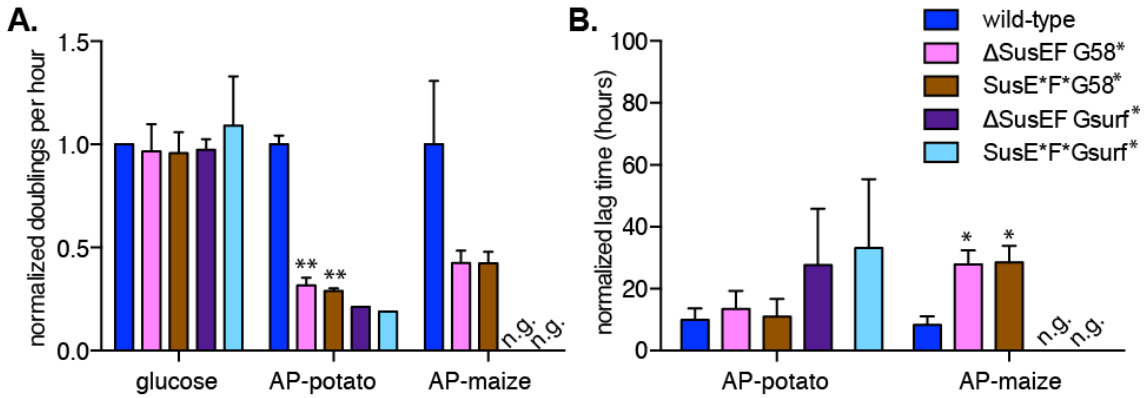 A.
normalized doublings per hour
1.5
1.0
0.5
0.0
** **
n.g. n.g.
glucose AP-potato AP-maize
B.
normalized lag time (hours)
100
80
60
40
20
0
* *
n.g. n.g.
AP-potato AP-maize
wild-type
ΔSusEF G58*
SusE*F*G58*
ΔSusEF Gsurf*
SusE*F*Gsurf*